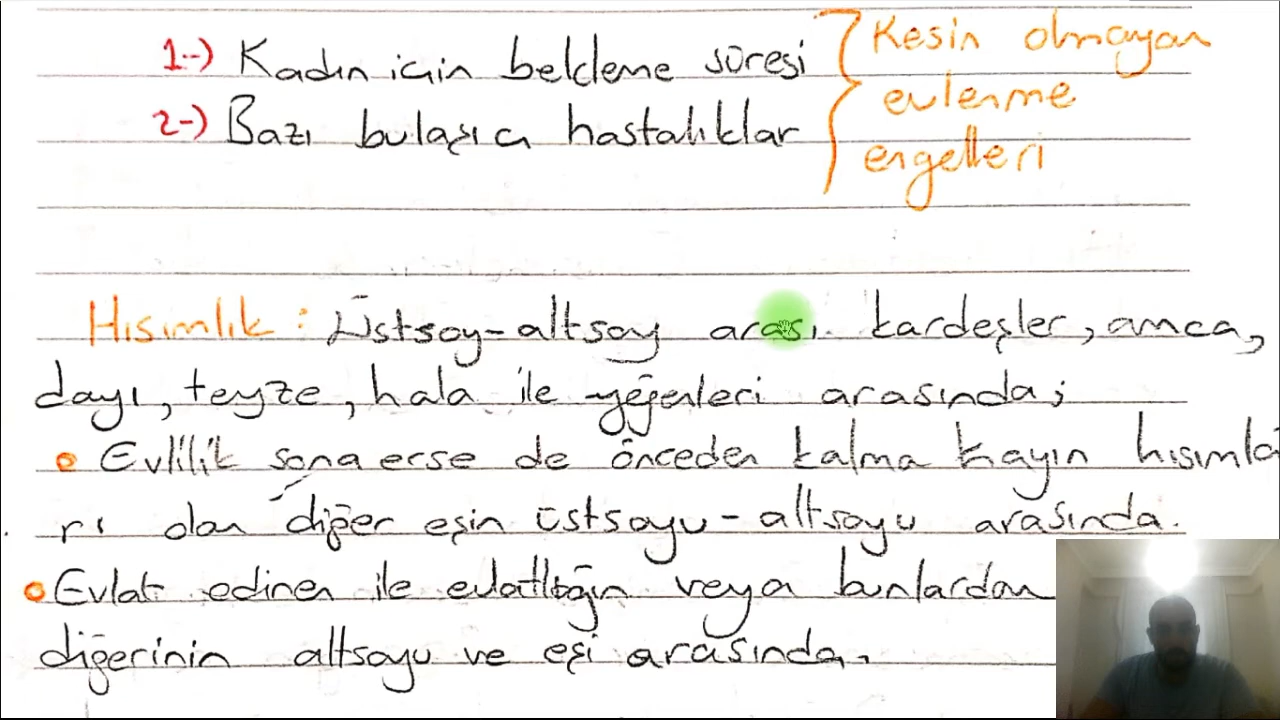 1-) Kadın için bekleme süresi
2-) Bazı bulaşıcı hastalıklar
Kesin olmayan
evlenme
engelleri
Hısımlık: Üstsoy-altsoy arası kardeşler, amca,
dayı, teyze, hala ile yeğenleri arasında;
• Evlilik sona erse de önceden kalma kayın hısımla
rı olan diğer eşin üstsoyu-altsoyu arasında.
• Evlat edinen ile evlatlığın veya bunlardan
diğerinin altsoyu ve eşi arasında.